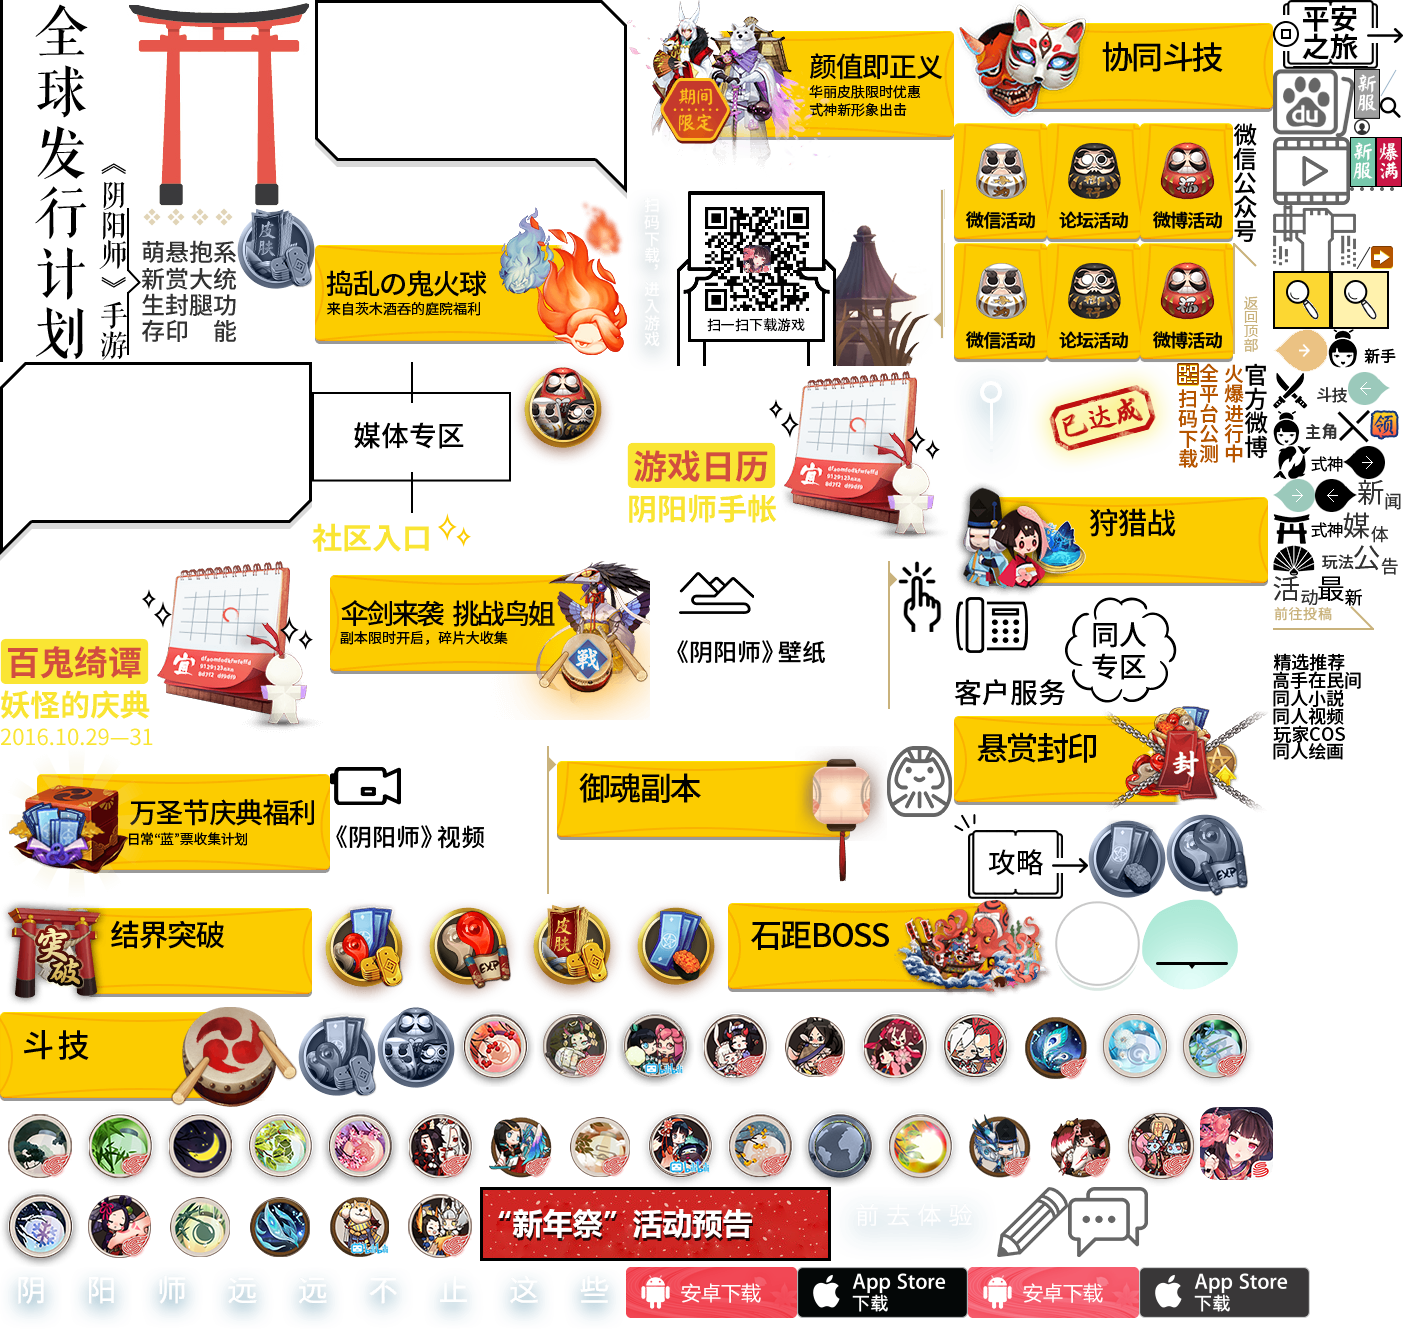 全球发行计划
《阴阳师》手游
萌悬抱系
新赏大统
生封腿功
存印 能
皮肤
捣乱の鬼火球
来自茨木酒吞的庭院福利
期间
限定
颜值即正义
华丽皮肤限时优惠
式神新形象出击
协同斗技
扫码下载，进入游戏
扫一扫下载游戏
微信活动
论坛活动
微博活动
微信活动
论坛活动
微博活动
微信公众号
返回顶部
平安
之旅
du
新服
新服
爆满
新手
斗技
主角
领
式神
新闻
式神
媒体
玩法
公告
活动
最新
前往投稿
精选推荐
高手在民间
同人小説
同人视频
玩家COS
同人绘画
媒体专区
社区入口
游戏日历
阴阳师手帐
宜
已达成
全平台公测
扫码下载
火爆进行中
官方微博
狩猎战
百鬼绮谭
妖怪的庆典
2016.10.29—31
宜
伞剑来袭 挑战鸟姐
副本限时开启，碎片大收集
戰
《阴阳师》壁纸
客户服务
同人
专区
悬赏封印
封
万圣节庆典福利
日常“蓝”票收集计划
《阴阳师》视频
御魂副本
攻略
EXP
结界突破
突破
EXP
皮肤
石距BOSS
斗技
bilibili
bilibili
bilibili
“新年祭”活动预告
前去体验
阴阳师远远不止这些
安卓下载
App Store
下载
安卓下载
App Store
下载